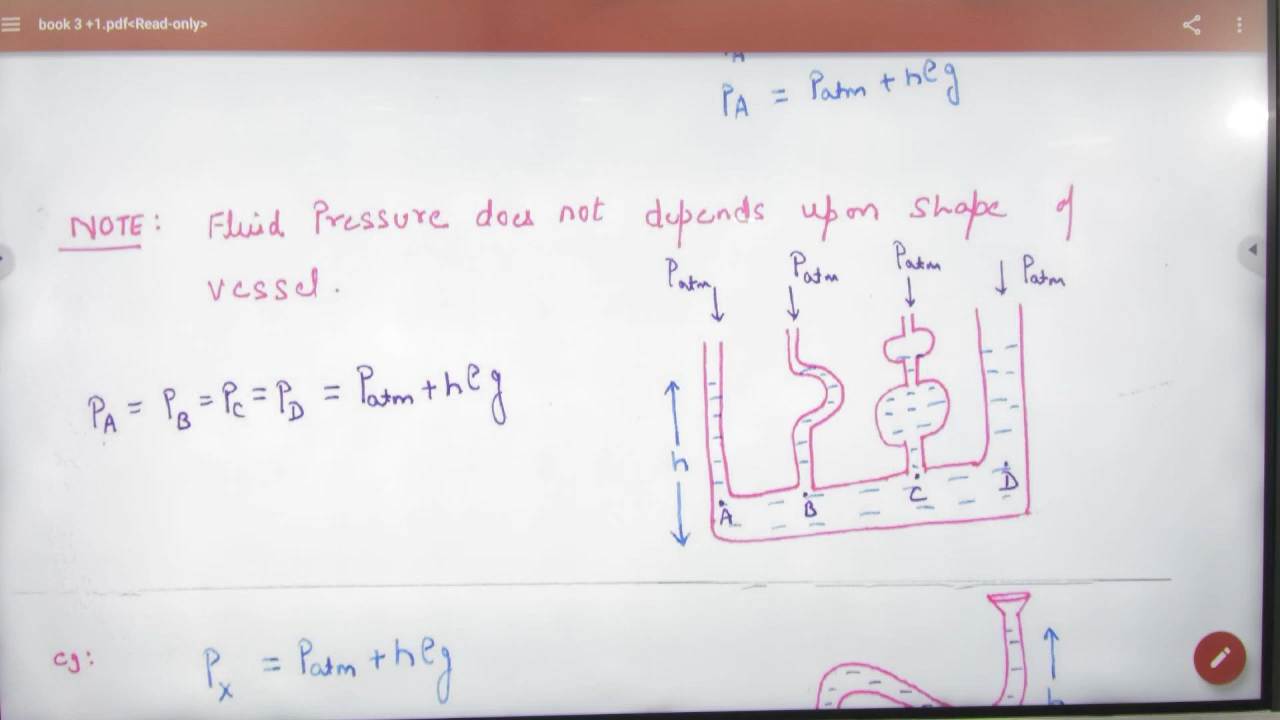 book 3 +1.pdf<Read-only>
PA = Patm + hρg
NOTE: Fluid Pressure does not depends upon shape of
vessel.
Patm Patm Patm Patm
PA = PB = PC = PD = Patm + hρg
h
A B C D
eg: Px = Patm + hρg
h